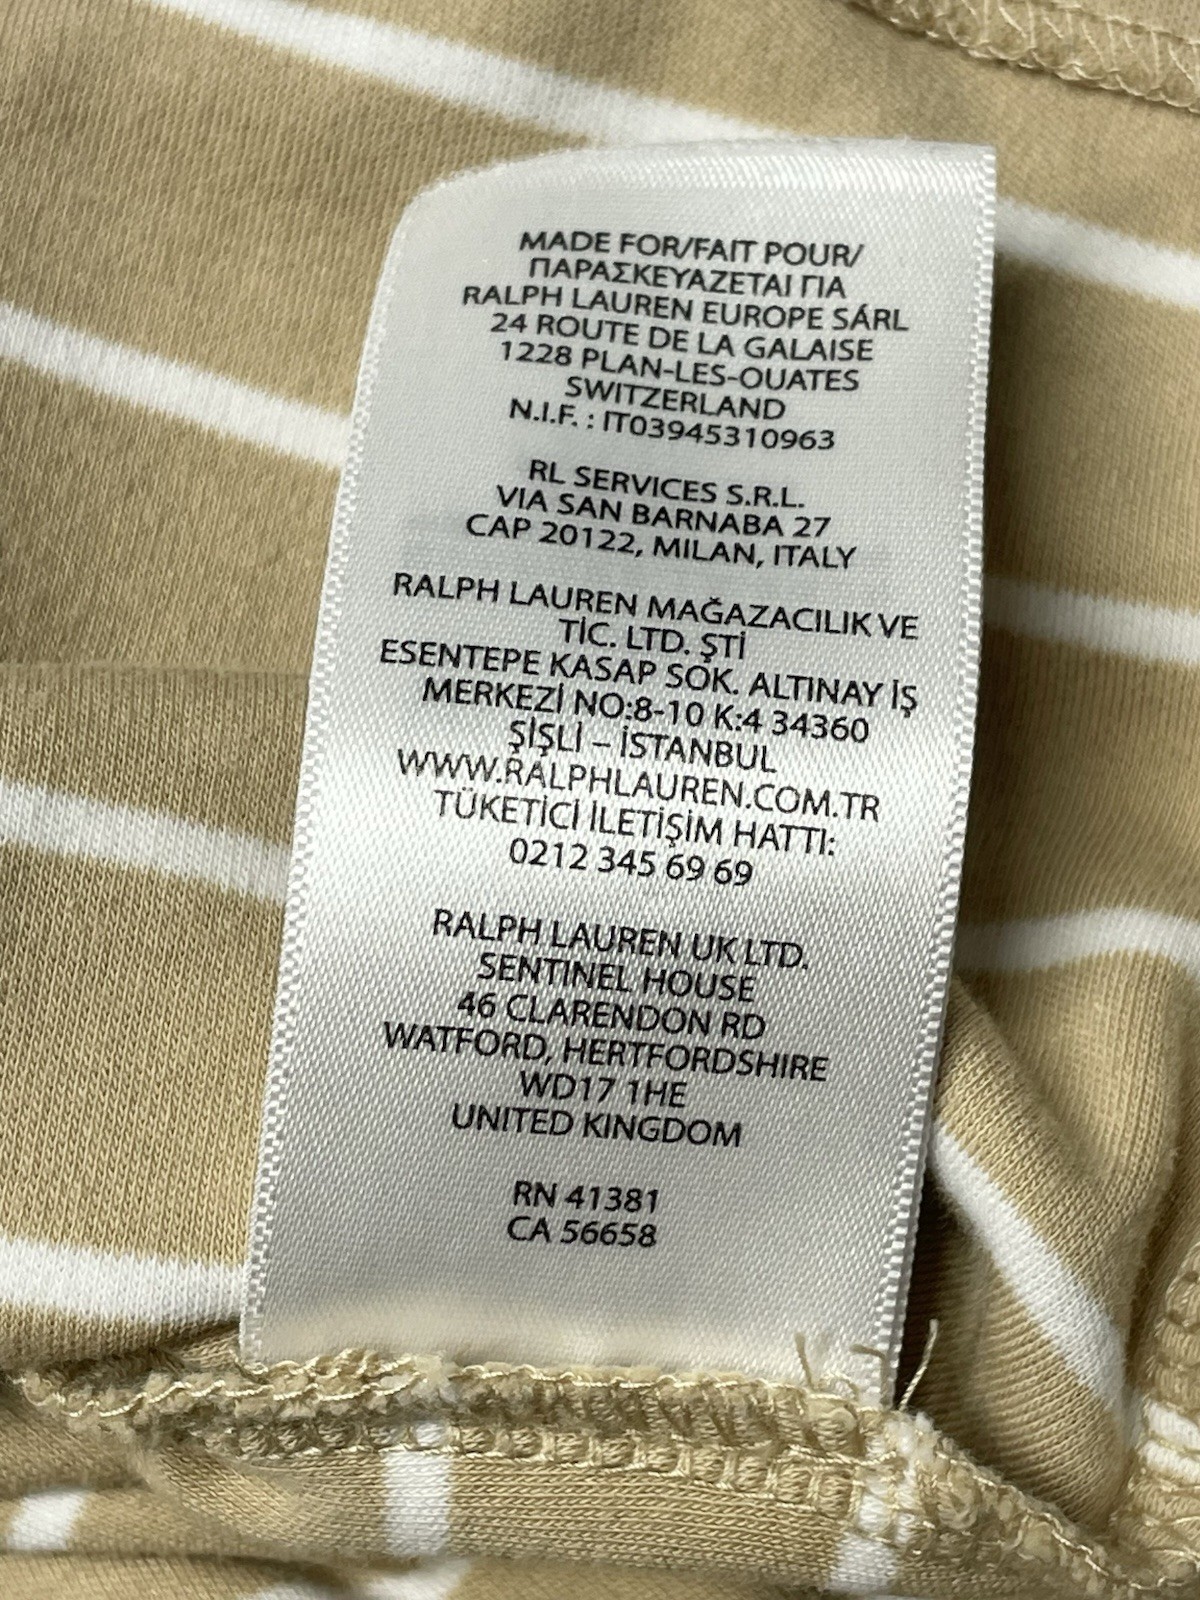 MADE FOR/FAIT POUR/
ΠΑΡΑΣΚΕΥΑΖΕΤΑΙ ΓΙΑ
RALPH LAUREN EUROPE SÁRL
24 ROUTE DE LA GALAISE
1228 PLAN-LES-OUATES
SWITZERLAND
N.I.F. : IT03945310963
RL SERVICES S.R.L.
VIA SAN BARNABA 27
CAP 20122, MILAN, ITALY
RALPH LAUREN MAĞAZACILIK VE
TİC. LTD. ŞTİ
ESENTEPE KASAP SOK. ALTINAY İŞ
MERKEZİ NO:8-10 K:4 34360
ŞİŞLİ – İSTANBUL
WWW.RALPHLAUREN.COM.TR
TÜKETİCİ İLETİŞİM HATTI:
0212 345 69 69
RALPH LAUREN UK LTD.
SENTINEL HOUSE
46 CLARENDON RD
WATFORD, HERTFORDSHIRE
WD17 1HE
UNITED KINGDOM
RN 41381
CA 56658